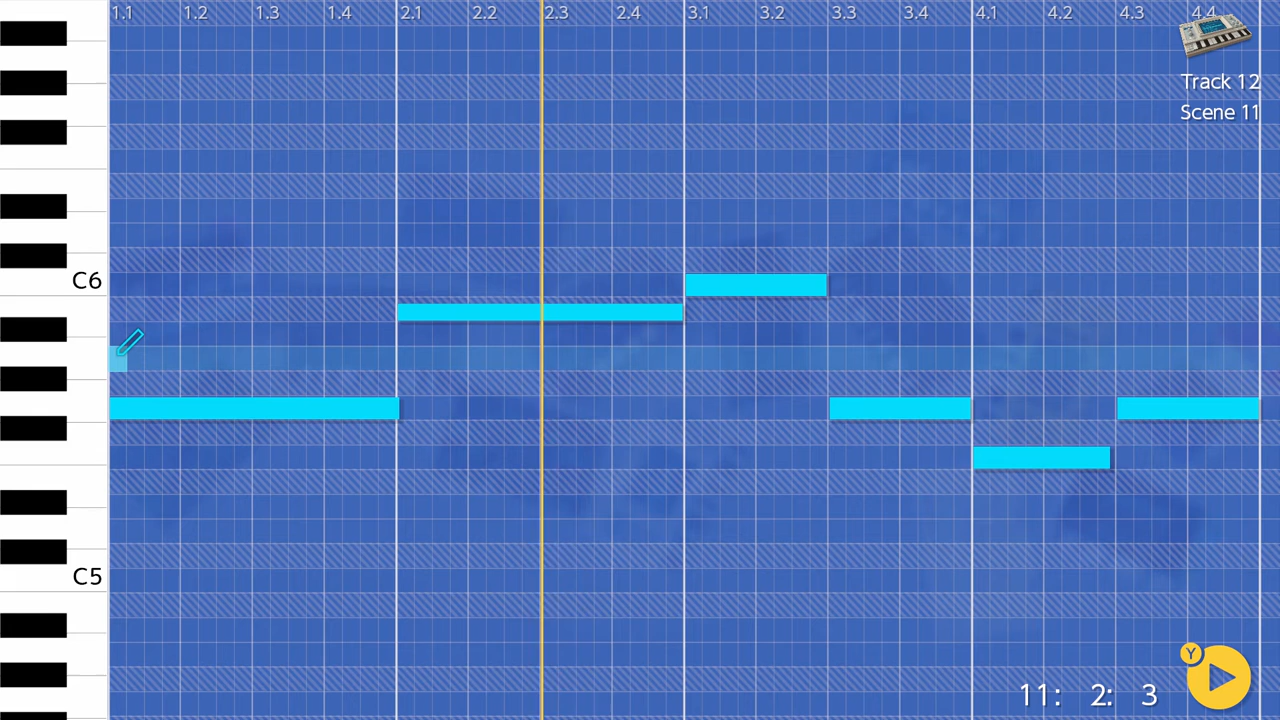 1.1 1.2 1.3 1.4 2.1 2.2 2.3 2.4 3.1 3.2 3.3 3.4 4.1 4.2 4.3 4.4
Track 12
Scene 11
C6
C5
Y
11: 2: 3